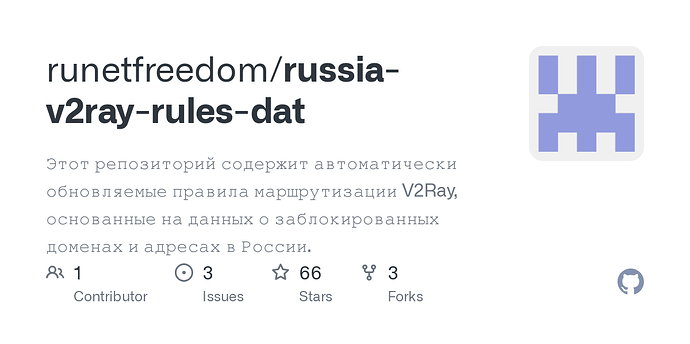 runetfreedom/russia-
v2ray-rules-dat
Этот репозиторий содержит автоматически
обновляемые правила маршрутизации V2Ray,
основанные на данных о заблокированных
доменах и адресах в России.
1 3 66 3
Contributor Issues Stars Forks